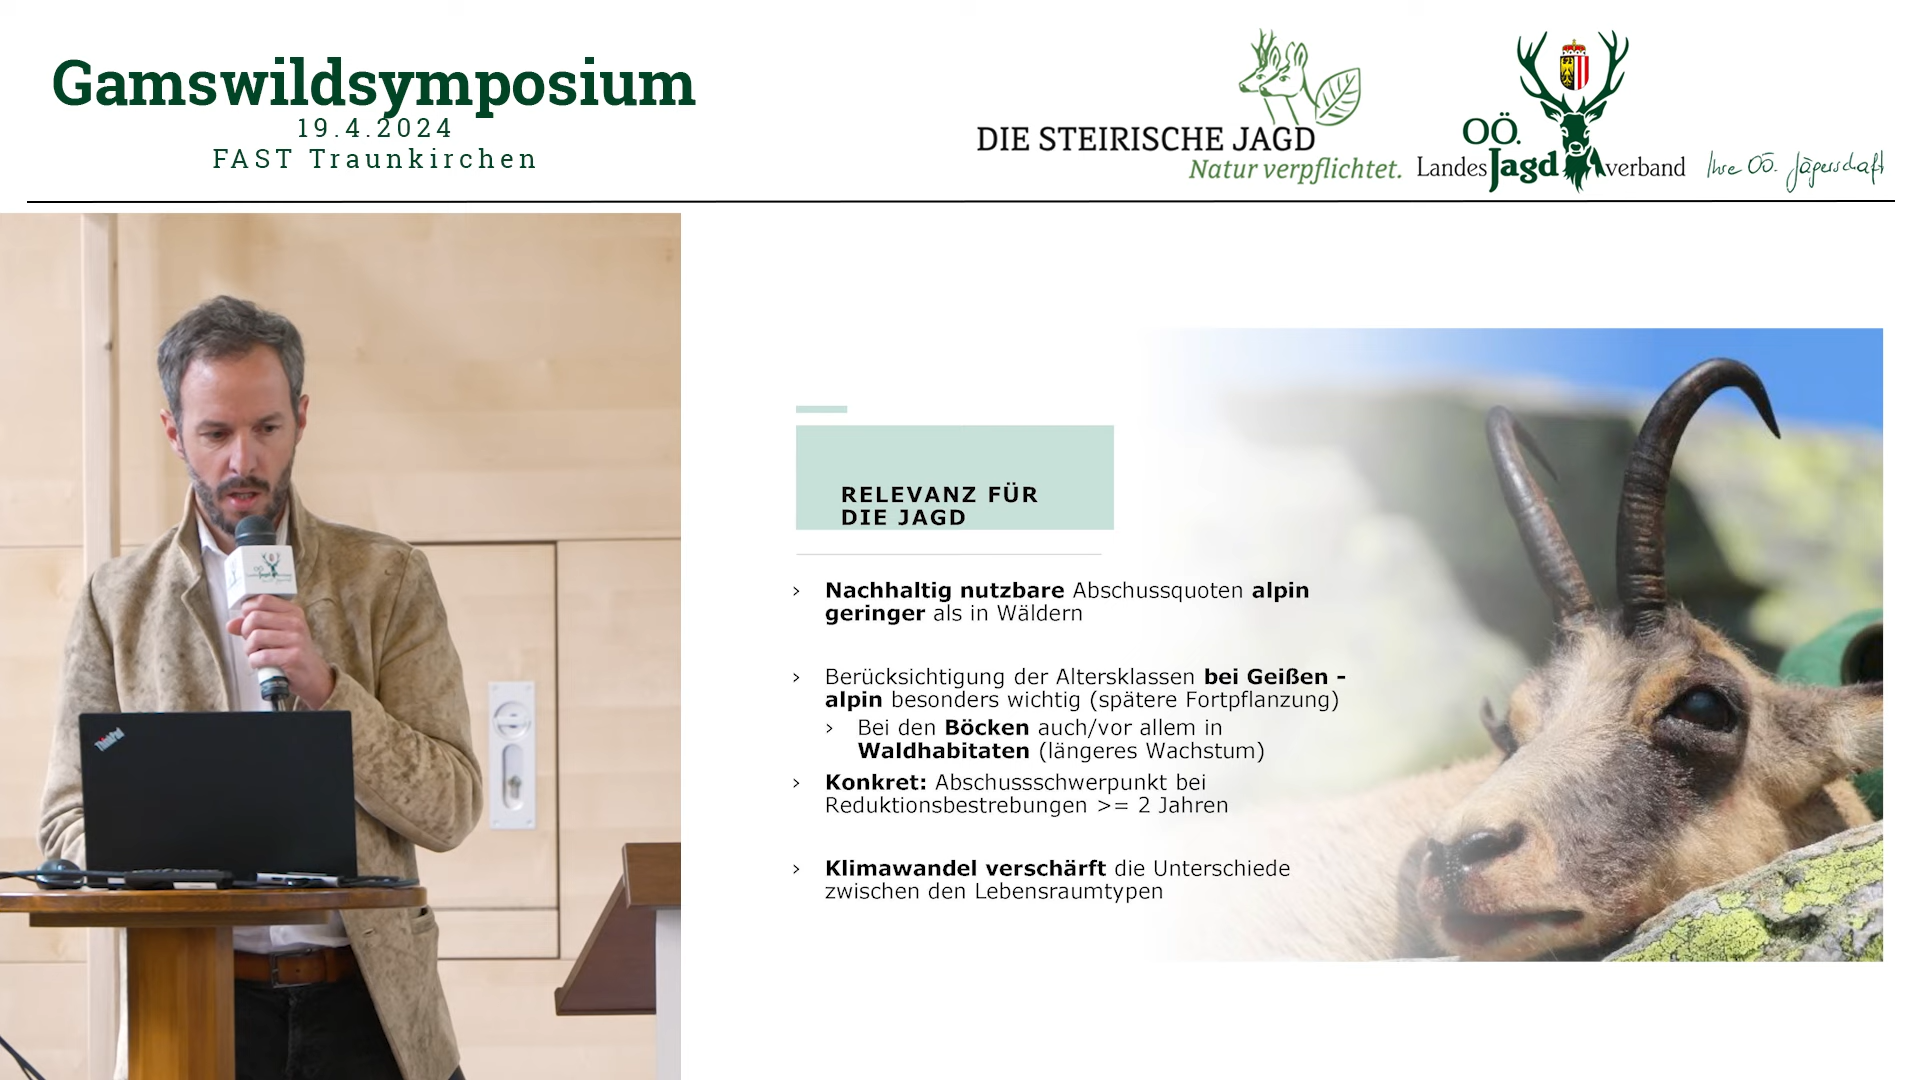 Gamswildsymposium
19.4.2024
FAST Traunkirchen
DIE STEIRISCHE JAGD
Natur verpflichtet.
OÖ.
LandesJagdverband
Ihre OÖ. Jägerschaft
RELEVANZ FÜR
DIE JAGD
› Nachhaltig nutzbare Abschussquoten alpin
geringer als in Wäldern
› Berücksichtigung der Altersklassen bei Geißen -
alpin besonders wichtig (spätere Fortpflanzung)
› Bei den Böcken auch/vor allem in
Waldhabitaten (längeres Wachstum)
› Konkret: Abschussschwerpunkt bei
Reduktionsbestrebungen >= 2 Jahren
› Klimawandel verschärft die Unterschiede
zwischen den Lebensraumtypen
OÖ.
Jagd
ThinkPad